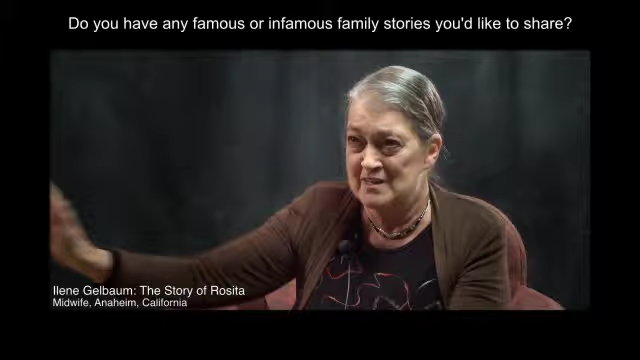 Do you have any famous or infamous family stories you'd like to share?
Ilene Gelbaum: The Story of Rosita
Midwife, Anaheim, California